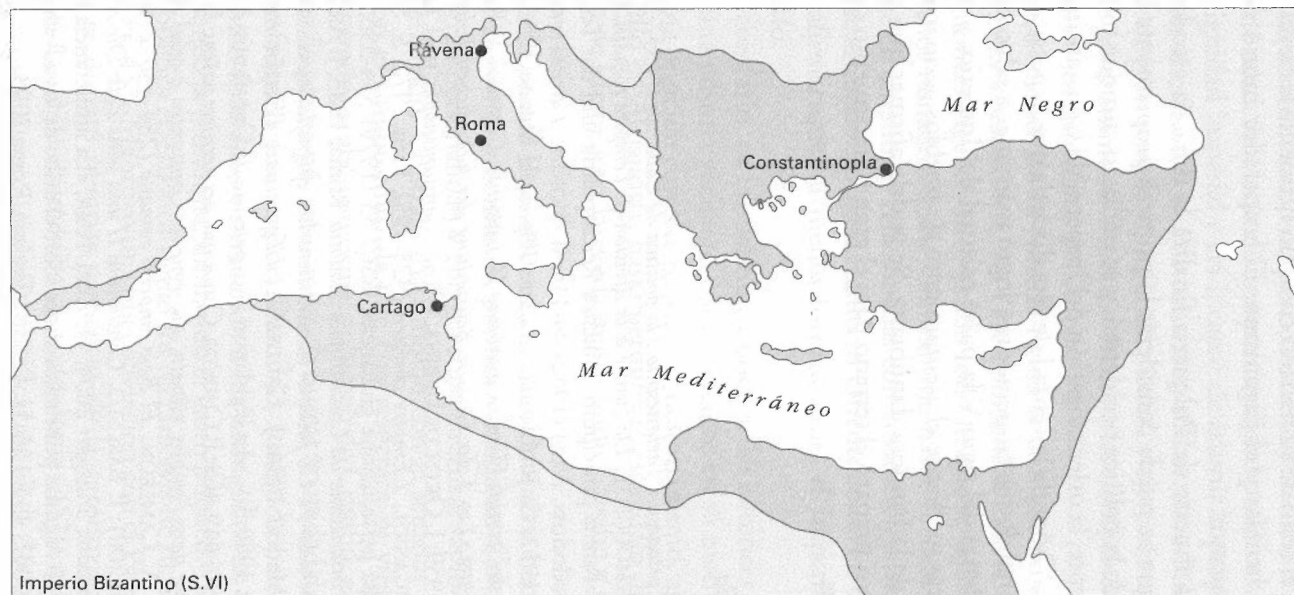 Rávena
Roma
Mar Negro
Constantinopla
Cartago
Mar Mediterráneo
Imperio Bizantino (S.VI)